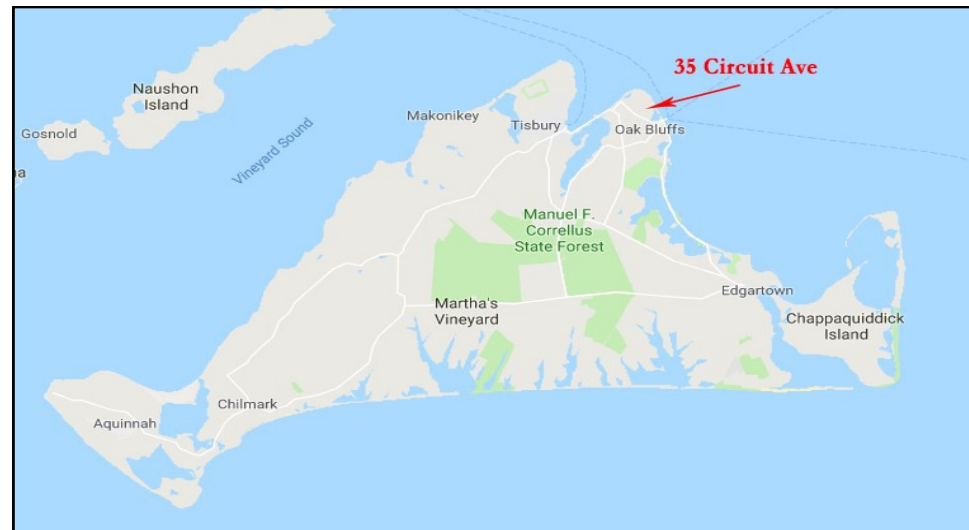 35 Circuit Ave
Naushon
Island
Makonikey
Tisbury
Oak Bluffs
Gosnold
Vineyard Sound
Manuel F.
Correllus
State Forest
Edgartown
Martha's
Vineyard
Chappaquiddick
Island
Chilmark
Aquinnah